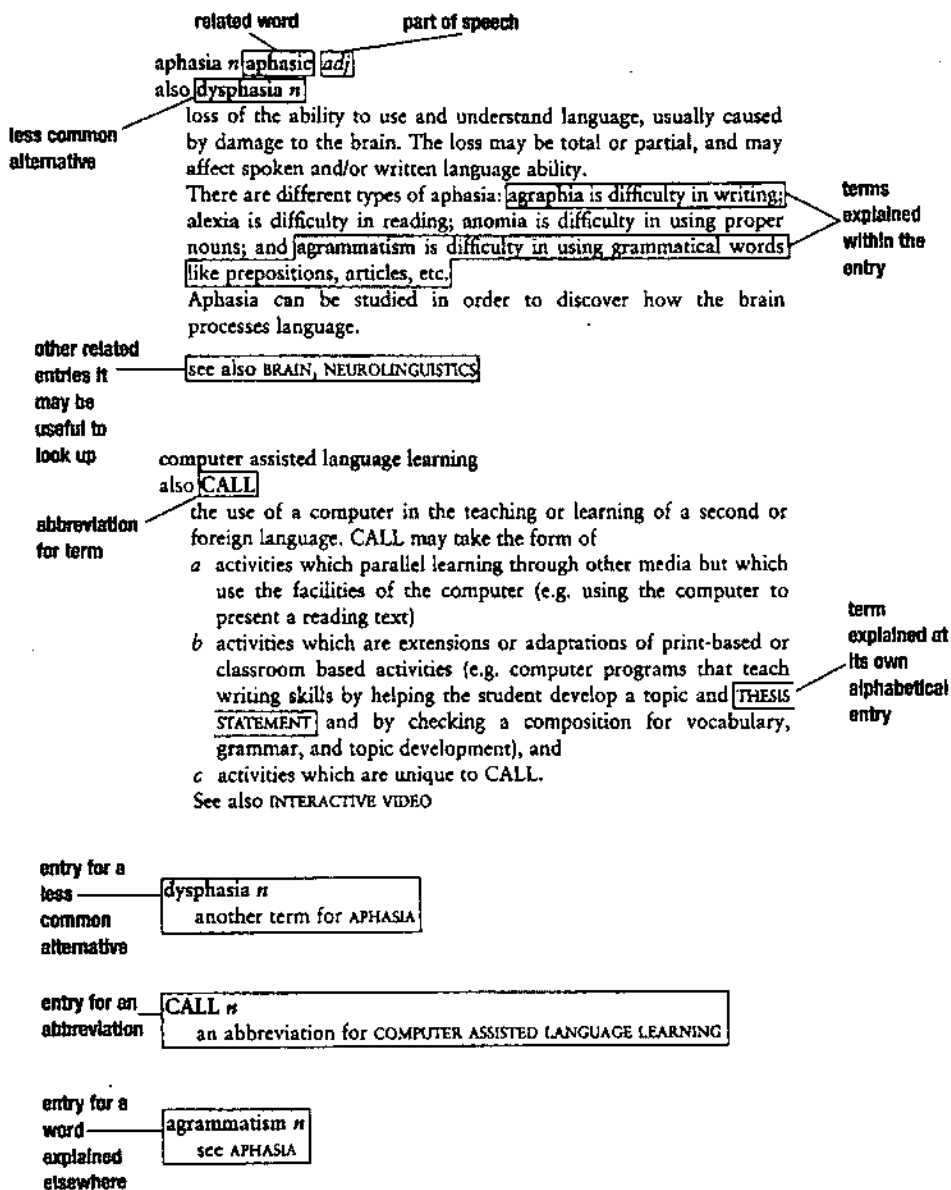 related word
part of speech
aphasia n aphasic adj
also dysphasia n
less common
alternative
loss of the ability to use and understand language, usually caused
by damage to the brain. The loss may be total or partial, and may
affect spoken and/or written language ability.
There are different types of aphasia: agraphia is difficulty in writing;
alexia is difficulty in reading; anomia is difficulty in using proper
nouns; and agrammatism is difficulty in using grammatical words
like prepositions, articles, etc.
terms
explained
within the
entry
Aphasia can be studied in order to discover how the brain
processes language.
other related
entries it
may be
useful to
look up
see also BRAIN, NEUROLINGUISTICS
computer assisted language learning
also CALL
abbreviation
for term
the use of a computer in the teaching or learning of a second or
foreign language. CALL may take the form of
a activities which parallel learning through other media but which
use the facilities of the computer (e.g. using the computer to
present a reading text)
b activities which are extensions or adaptations of print-based or
classroom based activities (e.g. computer programs that teach
writing skills by helping the student develop a topic and THESIS
STATEMENT and by checking a composition for vocabulary,
grammar, and topic development), and
c activities which are unique to CALL.
See also INTERACTIVE VIDEO
term
explained at
its own
alphabetical
entry
entry for a
less
common
alternative
dysphasia n
another term for APHASIA
entry for an
abbreviation
CALL n
an abbreviation for COMPUTER ASSISTED LANGUAGE LEARNING
entry for a
word
explained
elsewhere
agrammatism n
see APHASIA